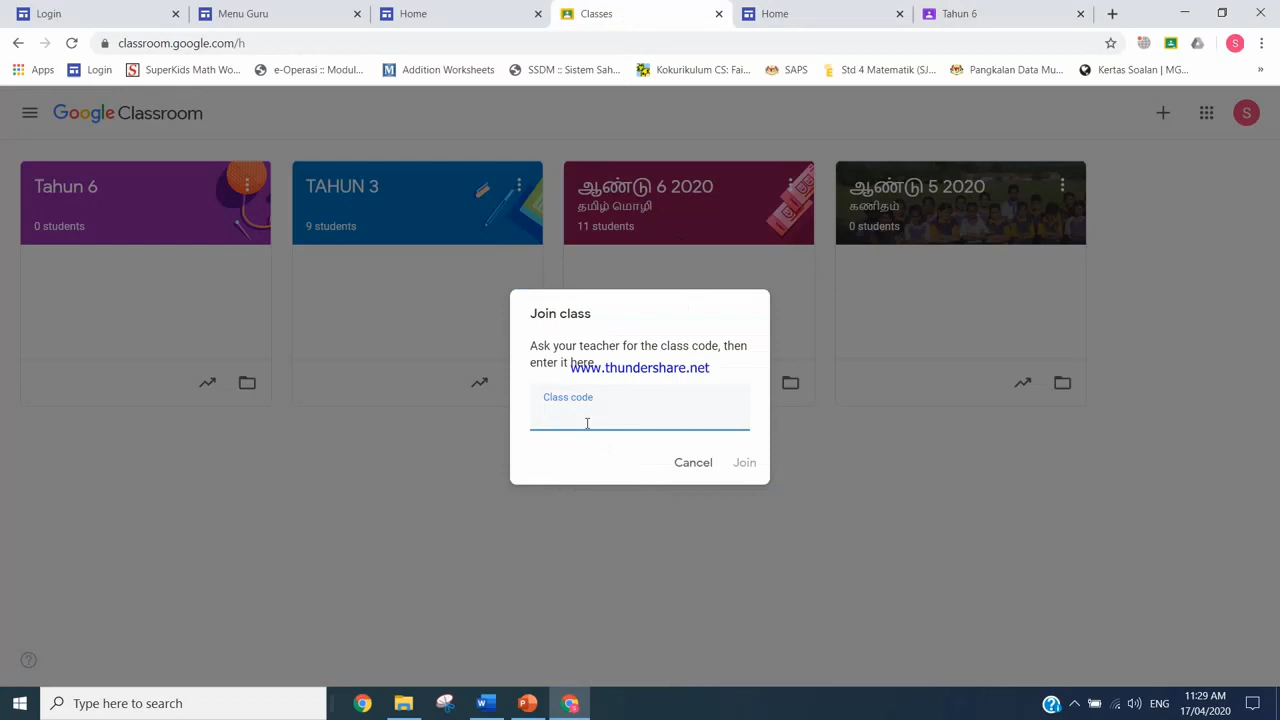 Login
Menu Guru
Home
Classes
Home
Tahun 6
classroom.google.com/h
S
Apps
Login
SuperKids Math Wo...
e-Operasi :: Modul...
Addition Worksheets
SSDM :: Sistem Sah...
Kokurikulum CS: Fai...
SAPS
Std 4 Matematik (SJ...
Pangkalan Data Mu...
Kertas Soalan | MG...
»
Google Classroom
S
Tahun 6
0 students
TAHUN 3
9 students
ஆண்டு 6 2020
தமிழ் மொழி
11 students
ஆண்டு 5 2020
கணிதம்
0 students
Join class
Ask your teacher for the class code, then
enter it here.
www.thundershare.net
Class code
Cancel
Join
Type here to search
ENG
11:29 AM
17/04/2020